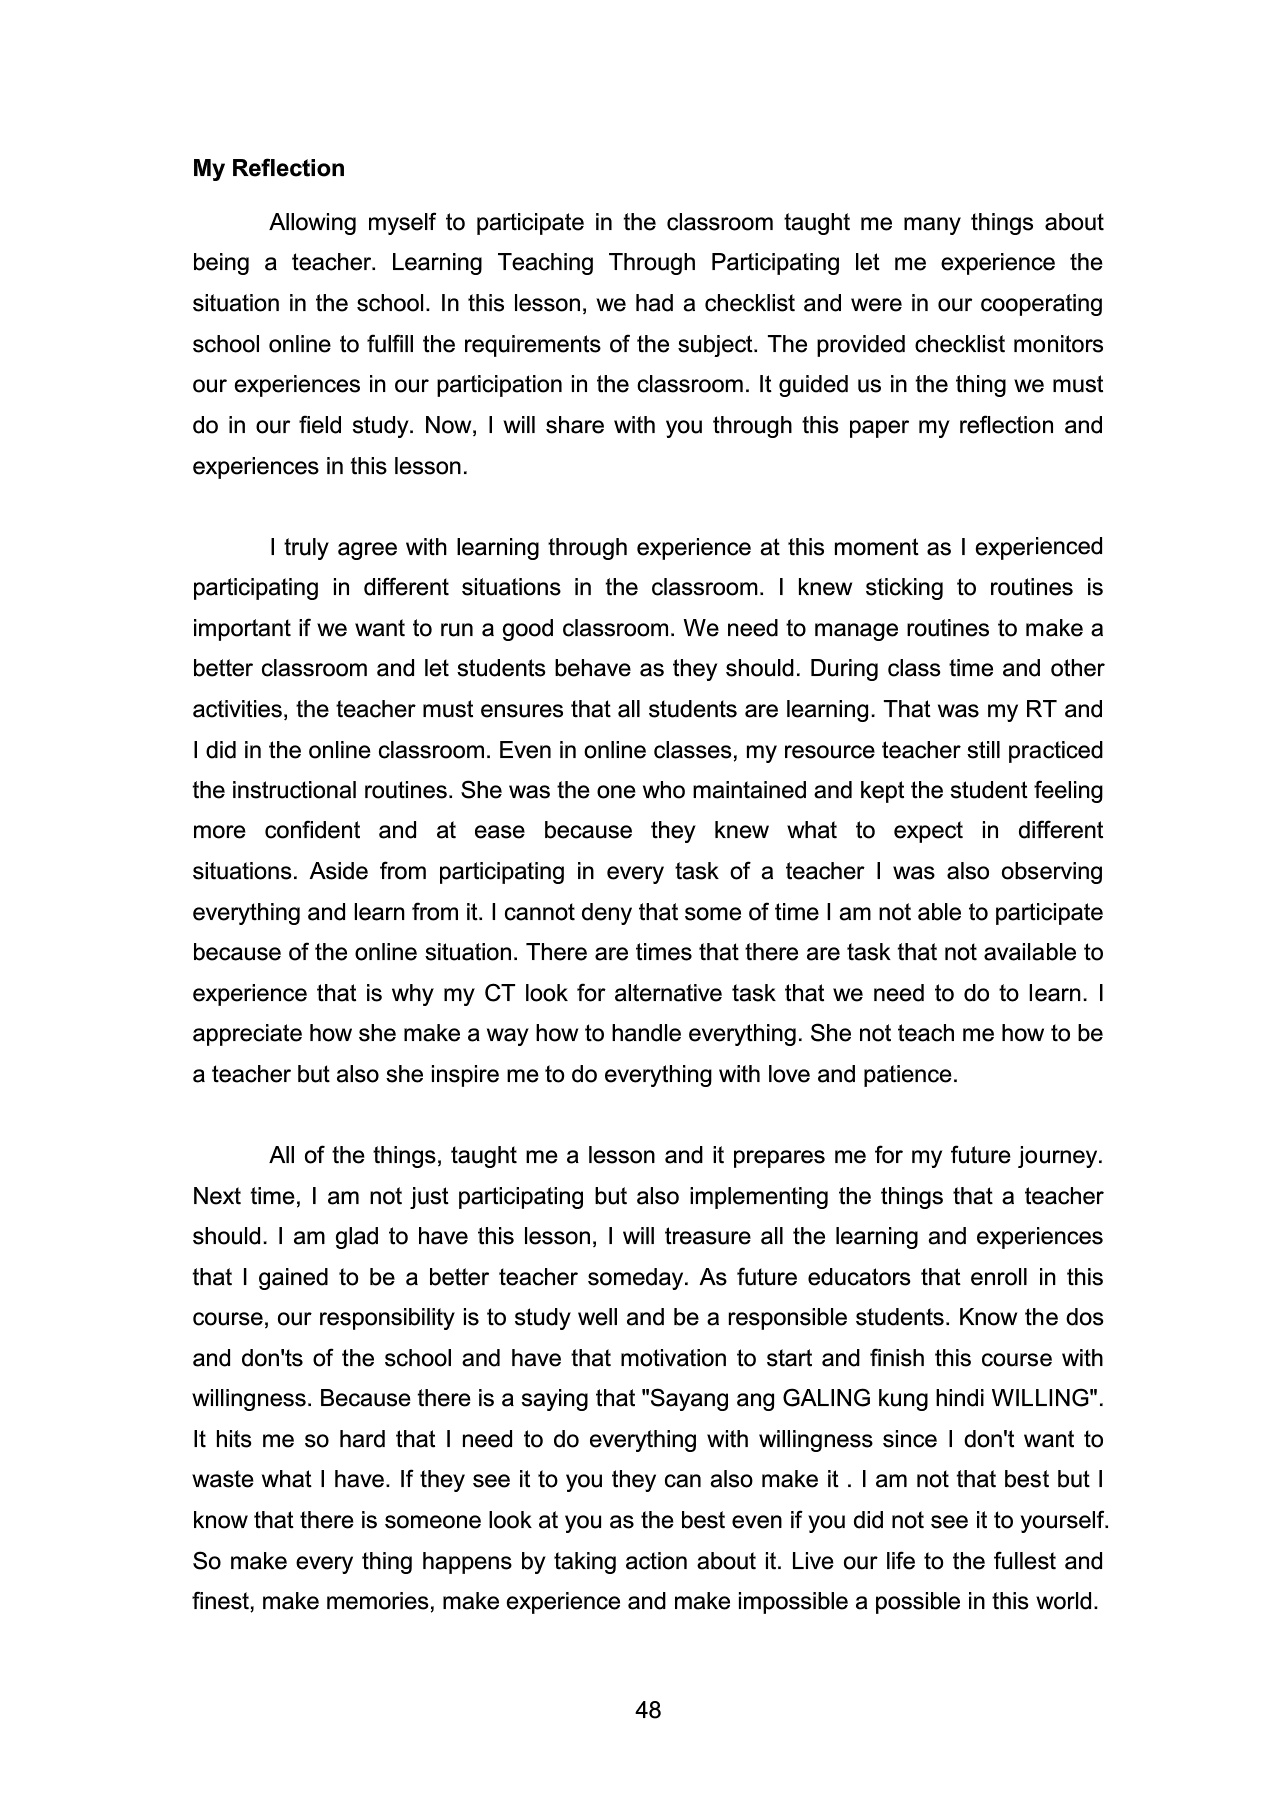 My Reflection
Allowing myself to participate in the classroom taught me many things about
being a teacher. Learning Teaching Through Participating let me experience the
situation in the school. In this lesson, we had a checklist and were in our cooperating
school online to fulfill the requirements of the subject. The provided checklist monitors
our experiences in our participation in the classroom. It guided us in the thing we must
do in our field study. Now, I will share with you through this paper my reflection and
experiences in this lesson.
I truly agree with learning through experience at this moment as I experienced
participating in different situations in the classroom. I knew sticking to routines is
important if we want to run a good classroom. We need to manage routines to make a
better classroom and let students behave as they should. During class time and other
activities, the teacher must ensures that all students are learning. That was my RT and
I did in the online classroom. Even in online classes, my resource teacher still practiced
the instructional routines. She was the one who maintained and kept the student feeling
more confident and at ease because they knew what to expect in different
situations. Aside from participating in every task of a teacher I was also observing
everything and learn from it. I cannot deny that some of time I am not able to participate
because of the online situation. There are times that there are task that not available to
experience that is why my CT look for alternative task that we need to do to learn. I
appreciate how she make a way how to handle everything. She not teach me how to be
a teacher but also she inspire me to do everything with love and patience.
All of the things, taught me a lesson and it prepares me for my future journey.
Next time, I am not just participating but also implementing the things that a teacher
should. I am glad to have this lesson, I will treasure all the learning and experiences
that I gained to be a better teacher someday. As future educators that enroll in this
course, our responsibility is to study well and be a responsible students. Know the dos
and don'ts of the school and have that motivation to start and finish this course with
willingness. Because there is a saying that "Sayang ang GALING kung hindi WILLING".
It hits me so hard that I need to do everything with willingness since I don't want to
waste what I have. If they see it to you they can also make it . I am not that best but I
know that there is someone look at you as the best even if you did not see it to yourself.
So make every thing happens by taking action about it. Live our life to the fullest and
finest, make memories, make experience and make impossible a possible in this world.
48